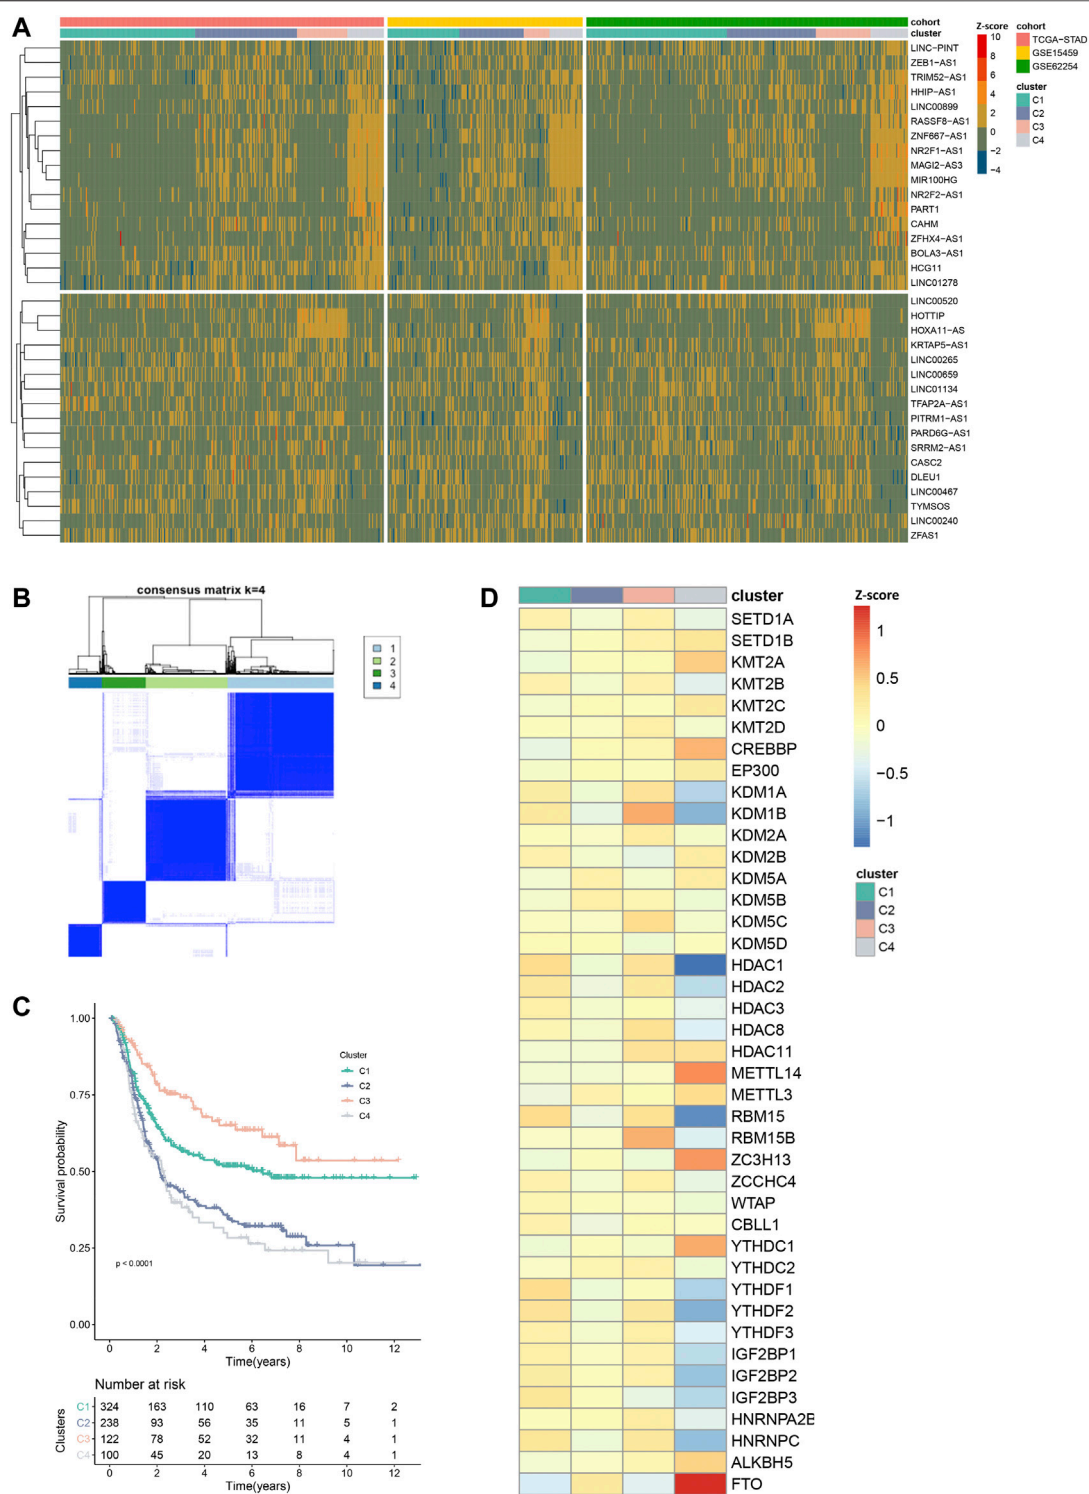 A
cohort
cluster
LINC-PINT
ZEB1-AS1
TRIM52-AS1
HHIP-AS1
LINC00899
RASSF8-AS1
ZNF667-AS1
NR2F1-AS1
MAGI2-AS3
MIR100HG
NR2F2-AS1
PART1
CAHM
ZFHX4-AS1
BOLA3-AS1
HCG11
LINC01278
LINC00520
HOTTIP
HOXA11-AS
KRTAP5-AS1
LINC00265
LINC00659
LINC01134
TFAP2A-AS1
PITRM1-AS1
PARD6G-AS1
SRRM2-AS1
CASC2
DLEU1
LINC00467
TYMSOS
LINC00240
ZFAS1
Z-score
10
8
6
4
2
0
−2
−4
cohort
TCGA-STAD
GSE15459
GSE62254
cluster
C1
C2
C3
C4
B
consensus matrix k=4
1
2
3
4
C
1.00
0.75
0.50
0.25
0.00
Survival probability
Cluster
C1
C2
C3
C4
p < 0.0001
0 2 4 6 8 10 12
Time(years)
Number at risk
Clusters
C1 324 163 110 63 16 7 2
C2 238 93 56 35 11 5 1
C3 122 78 52 32 11 4 1
C4 100 45 20 13 8 4 1
0 2 4 6 8 10 12
Time(years)
D
cluster
SETD1A
SETD1B
KMT2A
KMT2B
KMT2C
KMT2D
CREBBP
EP300
KDM1A
KDM1B
KDM2A
KDM2B
KDM5A
KDM5B
KDM5C
KDM5D
HDAC1
HDAC2
HDAC3
HDAC8
HDAC11
METTL14
METTL3
RBM15
RBM15B
ZC3H13
ZCCHC4
WTAP
CBLL1
YTHDC1
YTHDC2
YTHDF1
YTHDF2
YTHDF3
IGF2BP1
IGF2BP2
IGF2BP3
HNRNPA2B
HNRNPC
ALKBH5
FTO
Z-score
1
0.5
0
−0.5
−1
cluster
C1
C2
C3
C4